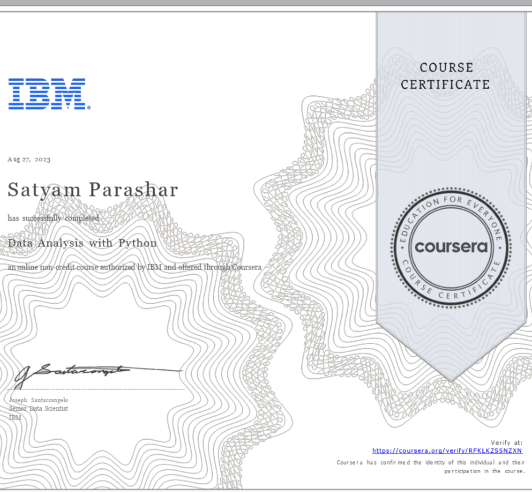 COURSE
CERTIFICATE
IBM
Aug 27, 2023
Satyam Parashar
has successfully completed
Data Analysis with Python
an online non-credit course authorized by IBM and offered through Coursera
EDUCATION FOR EVERYONE
coursera
COURSE CERTIFICATE
Joseph Santarcangelo
Senior Data Scientist
IBM
Verify at:
https://coursera.org/verify/RFKLKZSSNZXN
Coursera has confirmed the identity of this individual and their
participation in the course.